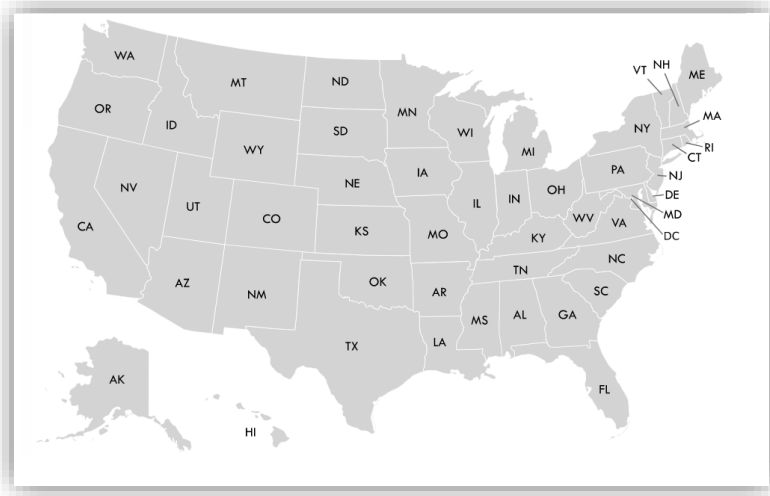 WA
MT
ND
MN
VT
NH
ME
OR
ID
SD
WI
MI
NY
MA
RI
CT
WY
IA
PA
NJ
NV
UT
NE
IL
IN
OH
DE
MD
DC
CA
CO
KS
MO
WV
VA
KY
NC
AZ
NM
OK
AR
TN
SC
MS
AL
GA
TX
LA
AK
FL
HI